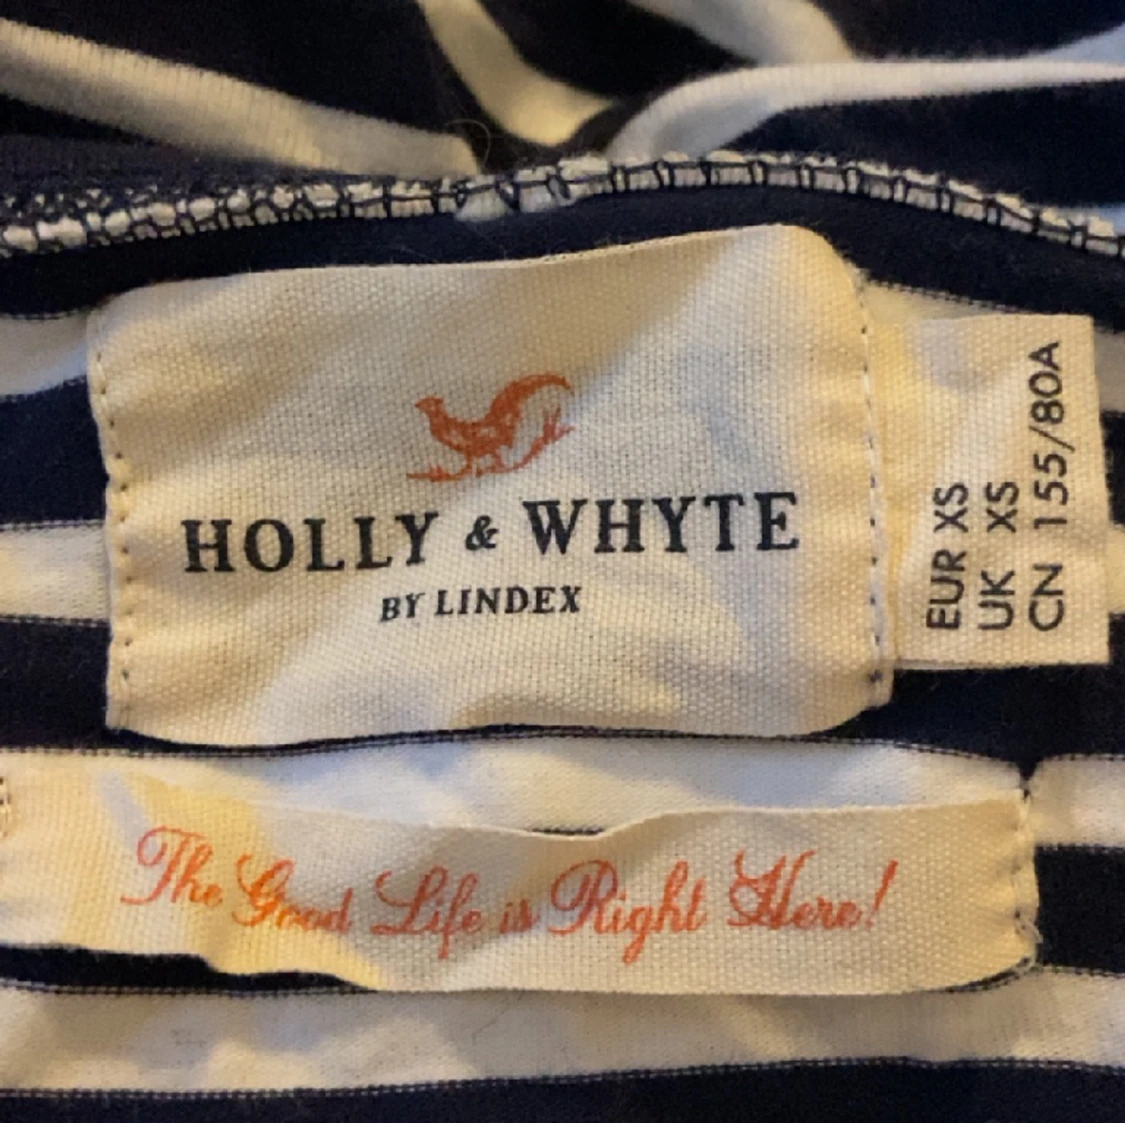 HOLLY & WHYTE
BY LINDEX
EUR XS
UK XS
CN 155/80A
The Good Life is Right Here!